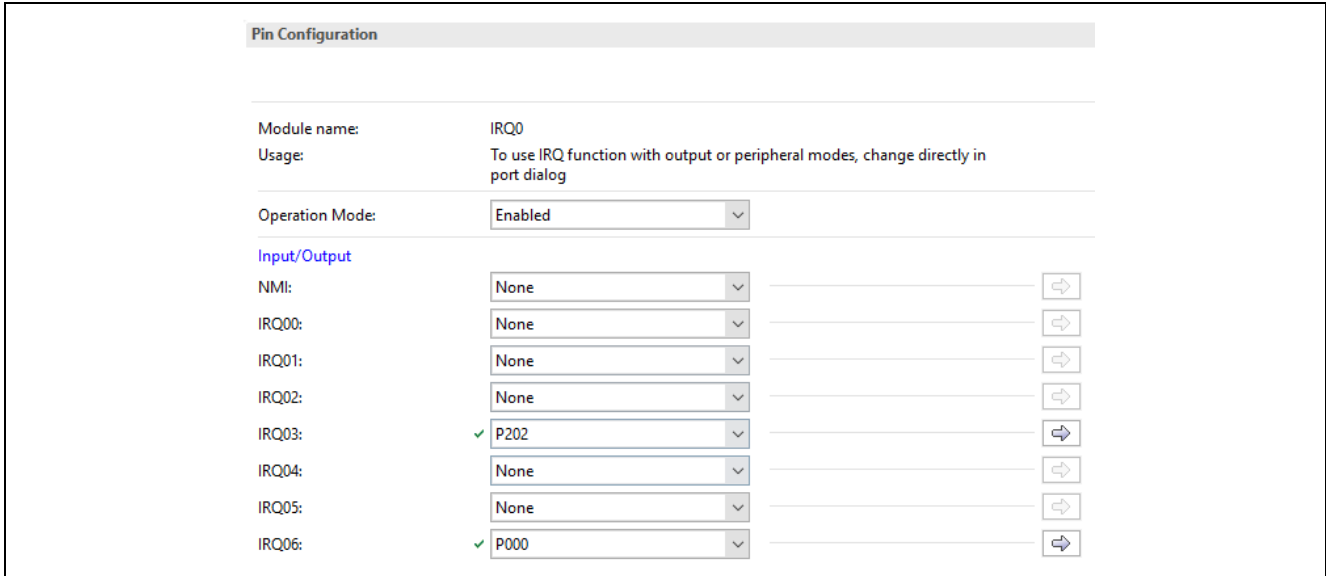 Pin Configuration
Module name: IRQ0
Usage: To use IRQ function with output or peripheral modes, change directly in
port dialog
Operation Mode: Enabled
Input/Output
NMI: None
IRQ00: None
IRQ01: None
IRQ02: None
IRQ03: P202
IRQ04: None
IRQ05: None
IRQ06: P000